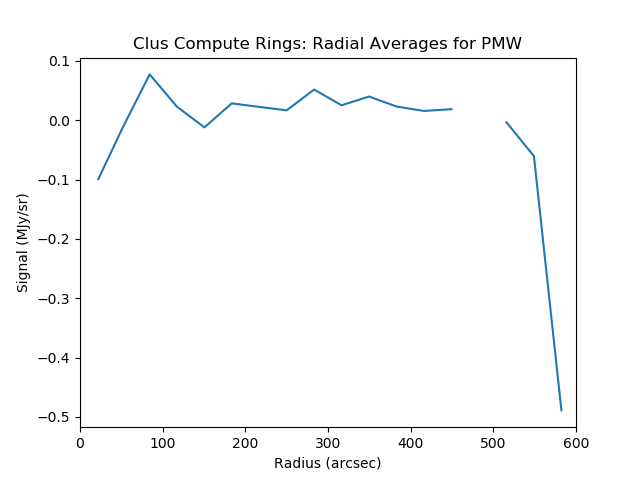 Clus Compute Rings: Radial Averages for PMW
0.1
0.0
−0.1
−0.2
−0.3
−0.4
−0.5
Signal (MJy/sr)
0 100 200 300 400 500 600
Radius (arcsec)